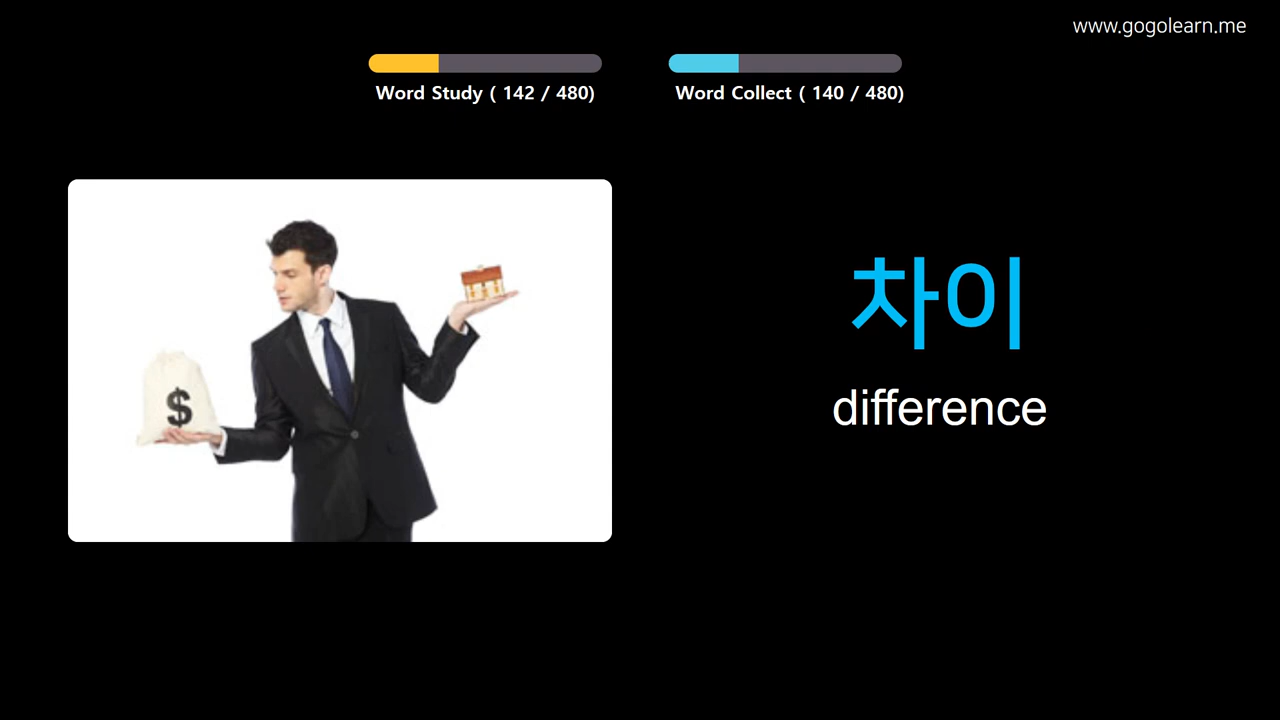 www.gogolearn.me
Word Study ( 142 / 480)
Word Collect ( 140 / 480)
$
차이
difference